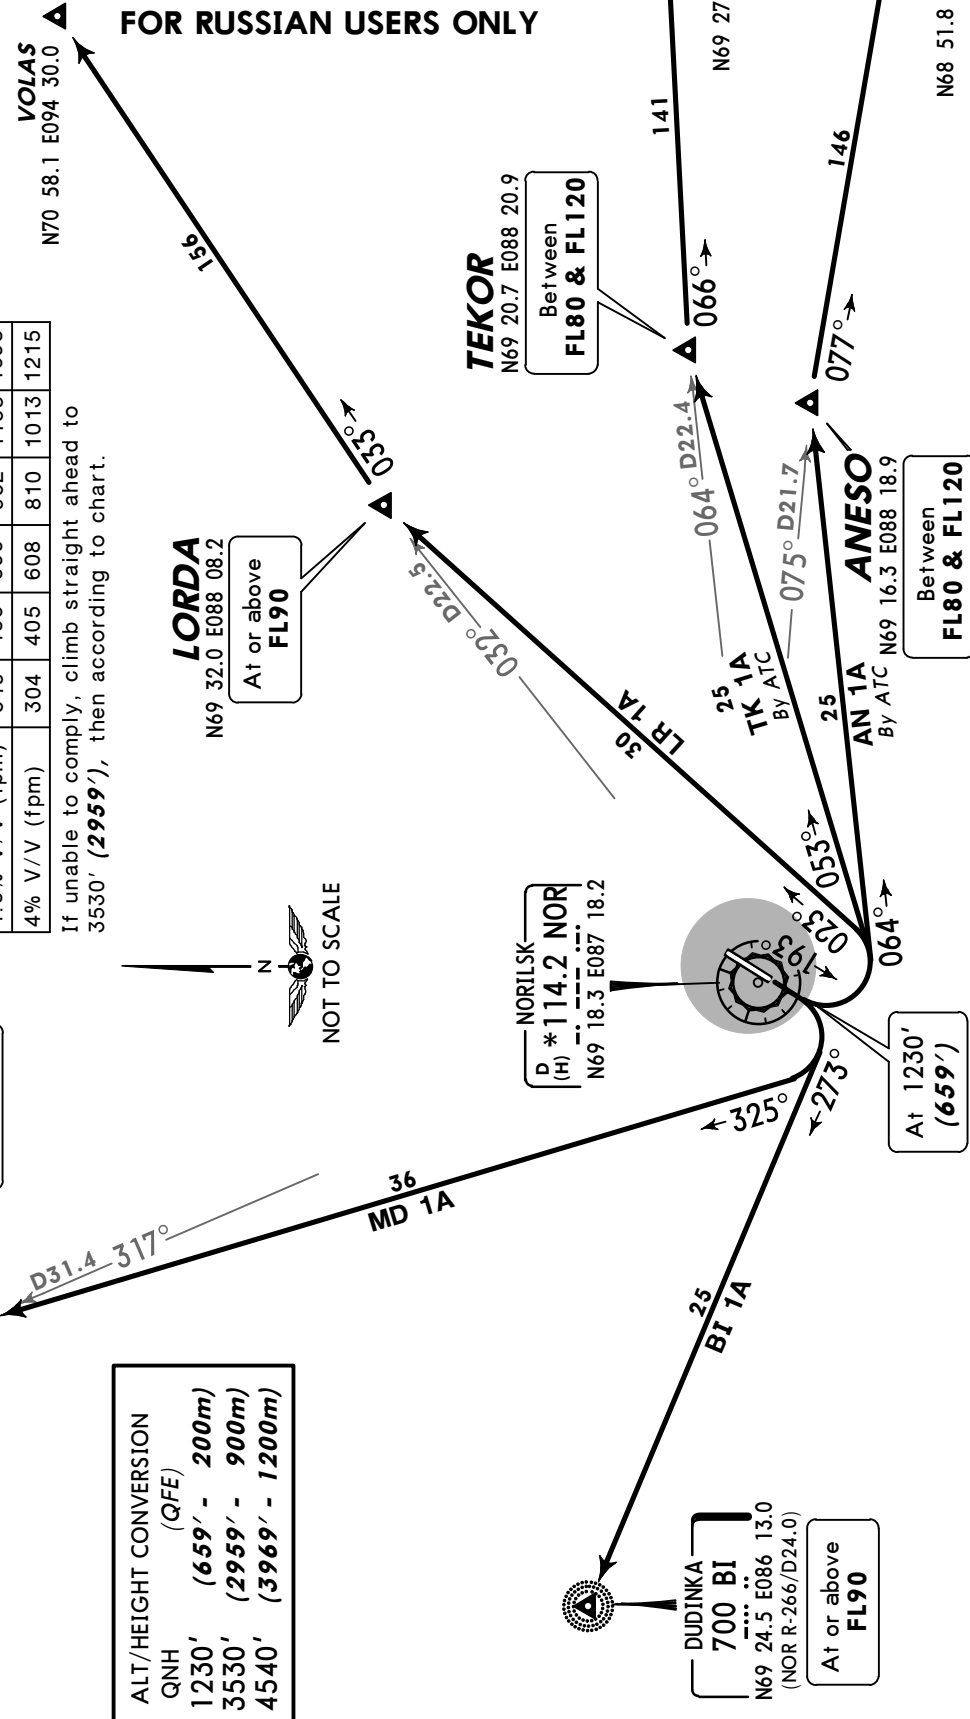 FOR RUSSIAN USERS ONLY
VOLAS
N70 58.1 E094 30.0
156
033°
LORDA
N69 32.0 E088 08.2
At or above
FL90
032° D22.5
30
LR 1A
4% V/V (fpm) 304 405 608 810 1013 1215
If unable to comply, climb straight ahead to
3530' (2959'), then according to chart.
N
NOT TO SCALE
N69 27
141
TEKOR
N69 20.7 E088 20.9
Between
FL80 & FL120
066°
064° D22.4
25
TK 1A
By ATC
N68 51.8
146
077°
075° D21.7
ANESO
N69 16.3 E088 18.9
Between
FL80 & FL120
25
AN 1A
By ATC
NORILSK
D
(H) *114.2 NOR
N69 18.3 E087 18.2
193°
023°
053°
064°
At 1230'
(659')
273°
325°
36
MD 1A
D31.4 317°
25
BI 1A
DUDINKA
700 BI
N69 24.5 E086 13.0
(NOR R-266/D24.0)
At or above
FL90
ALT/HEIGHT CONVERSION
QNH (QFE)
1230' (659' - 200m)
3530' (2959' - 900m)
4540' (3969' - 1200m)